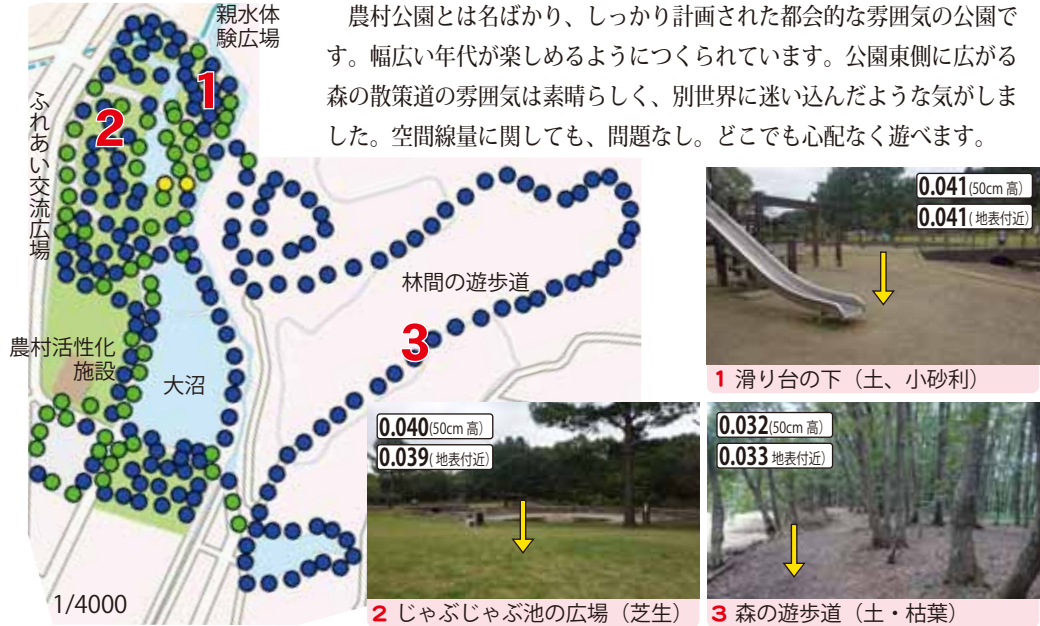 農村公園とは名ばかり、しっかり計画された都会的な雰囲気の公園で
す。幅広い年代が楽しめるようにつくられています。公園東側に広がる
森の散策道の雰囲気は素晴らしく、別世界に迷い込んだような気がしま
した。空間線量に関しても、問題なし。どこでも心配なく遊べます。
親水体
験広場
1
2
ふれあい交流広場
林間の遊歩道
3
農村活性化
施設
大沼
1/4000
0.041(50cm 高)
0.041(地表付近)
1 滑り台の下（土、小砂利）
0.040(50cm 高)
0.039(地表付近)
2 じゃぶじゃぶ池の広場（芝生）
0.032(50cm 高)
0.033 地表付近)
3 森の遊歩道（土・枯葉）